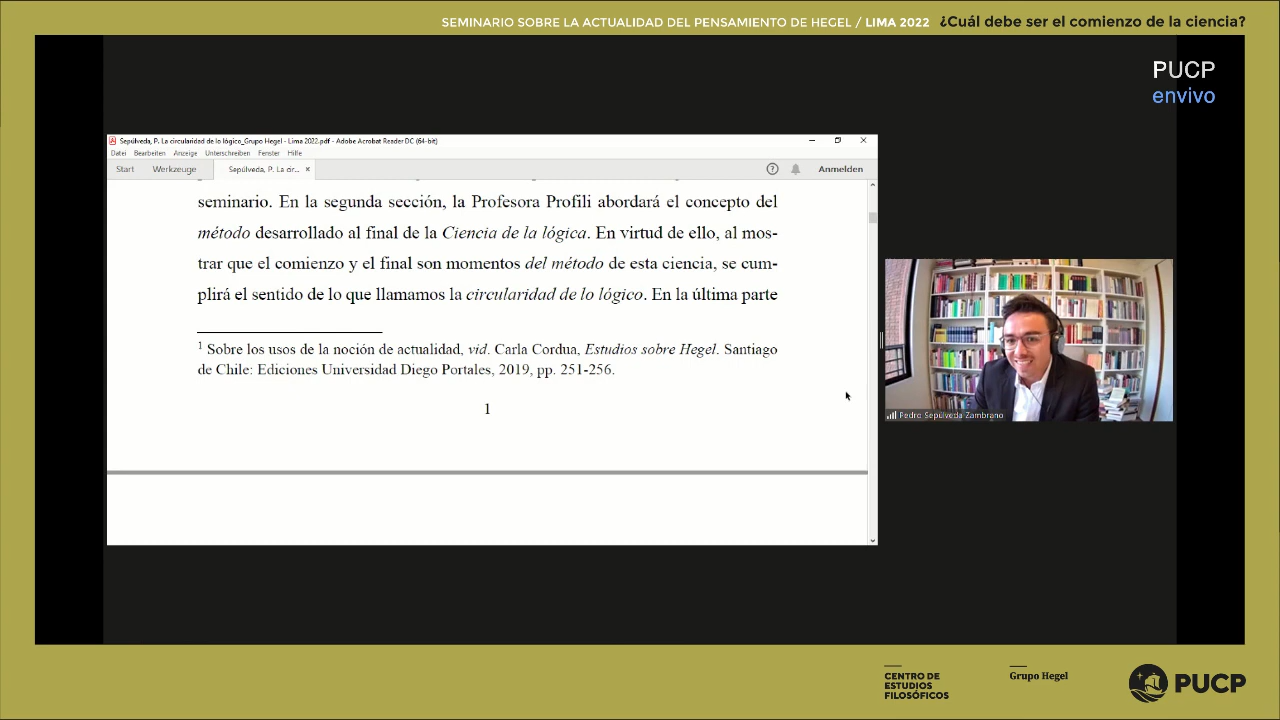 SEMINARIO SOBRE LA ACTUALIDAD DEL PENSAMIENTO DE HEGEL / LIMA 2022 ¿Cuál debe ser el comienzo de la ciencia?
PUCP
envivo
Sepúlveda, P. La circularidad de lo lógico_Grupo Hegel - Lima 2022.pdf - Adobe Acrobat Reader DC (64-bit)
Datei Bearbeiten Anzeige Unterschreiben Fenster Hilfe
Start Werkzeuge Sepúlveda, P. La cir... × Anmelden
seminario. En la segunda sección, la Profesora Profili abordará el concepto del
método desarrollado al final de la Ciencia de la lógica. En virtud de ello, al mos-
trar que el comienzo y el final son momentos del método de esta ciencia, se cum-
plirá el sentido de lo que llamamos la circularidad de lo lógico. En la última parte
1 Sobre los usos de la noción de actualidad, vid. Carla Cordua, Estudios sobre Hegel. Santiago
de Chile: Ediciones Universidad Diego Portales, 2019, pp. 251-256.
1
Pedro Sepúlveda Zambrano
CENTRO DE
ESTUDIOS
FILOSÓFICOS
Grupo Hegel
PUCP